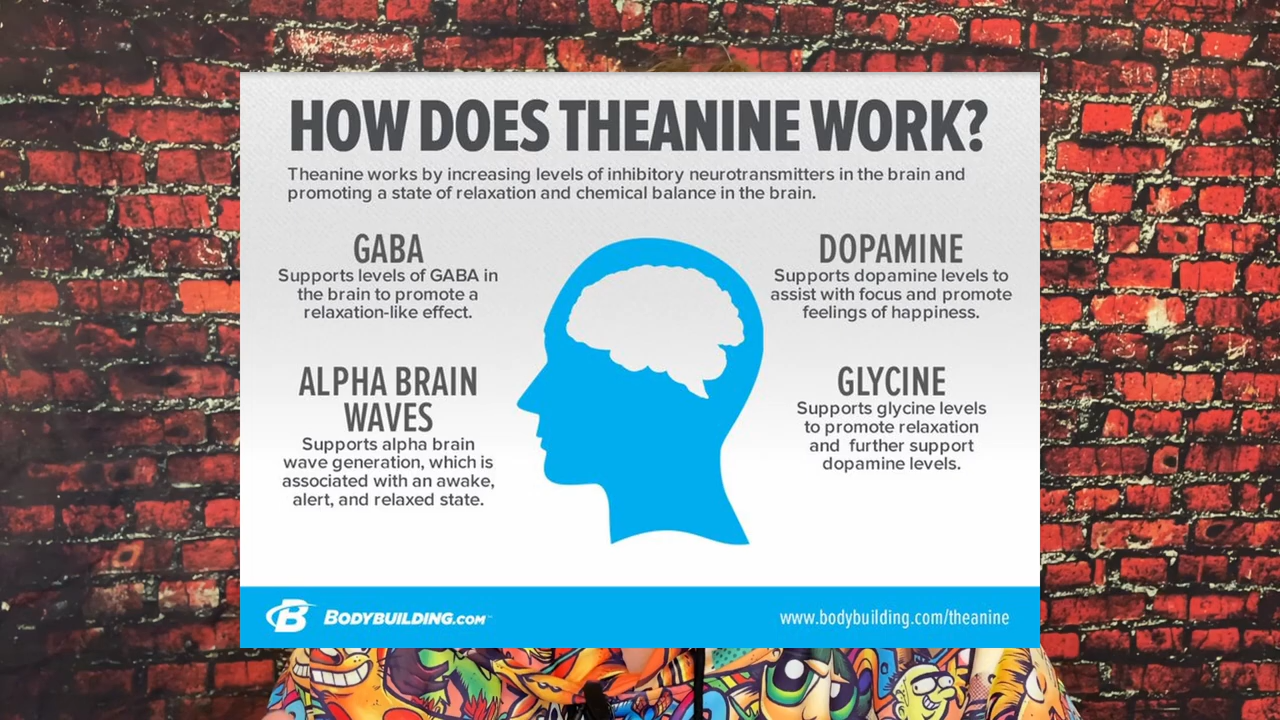 HOW DOES THEANINE WORK?
Theanine works by increasing levels of inhibitory neurotransmitters in the brain and
promoting a state of relaxation and chemical balance in the brain.
GABA
Supports levels of GABA in
the brain to promote a
relaxation-like effect.
ALPHA BRAIN
WAVES
Supports alpha brain
wave generation, which is
associated with an awake,
alert, and relaxed state.
DOPAMINE
Supports dopamine levels to
assist with focus and promote
feelings of happiness.
GLYCINE
Supports glycine levels
to promote relaxation
and further support
dopamine levels.
B BODYBUILDING.COM™
www.bodybuilding.com/theanine